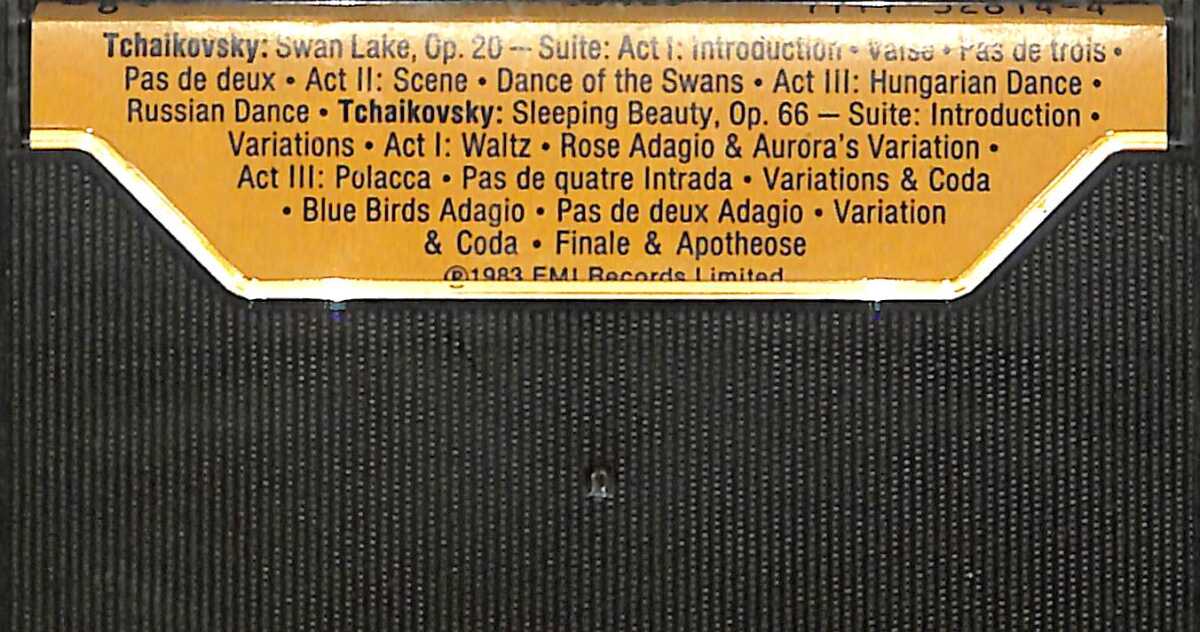 Tchaikovsky: Swan Lake, Op. 20 — Suite: Act I: Introduction • Valse • Pas de trois •
Pas de deux • Act II: Scene • Dance of the Swans • Act III: Hungarian Dance •
Russian Dance • Tchaikovsky: Sleeping Beauty, Op. 66 — Suite: Introduction •
Variations • Act I: Waltz • Rose Adagio & Aurora's Variation •
Act III: Polacca • Pas de quatre Intrada • Variations & Coda
• Blue Birds Adagio • Pas de deux Adagio • Variation
& Coda • Finale & Apotheose
℗1983 EMI Records Limited